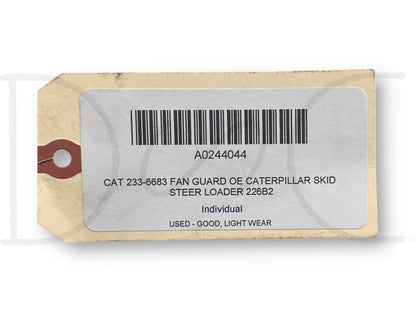 A0244044
CAT 233-6683 FAN GUARD OE CATERPILLAR SKID
STEER LOADER 226B2
Individual
USED - GOOD, LIGHT WEAR